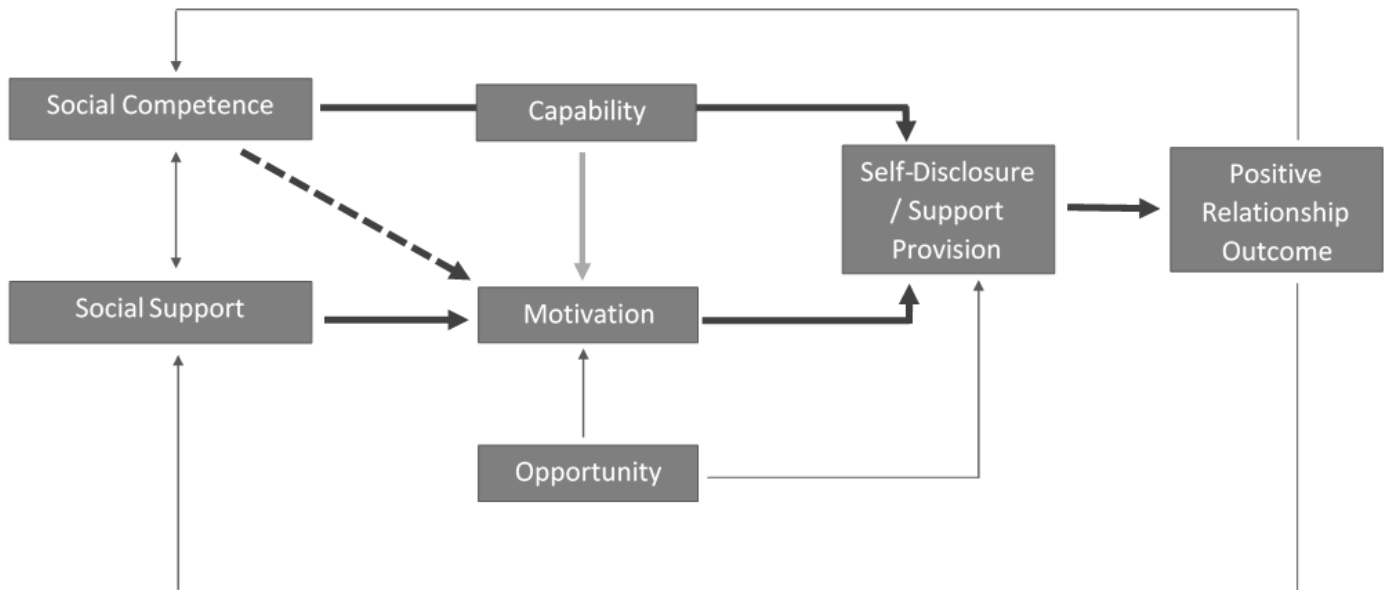 Social Competence
Capability
Self-Disclosure
/ Support
Provision
Positive
Relationship
Outcome
Social Support
Motivation
Opportunity